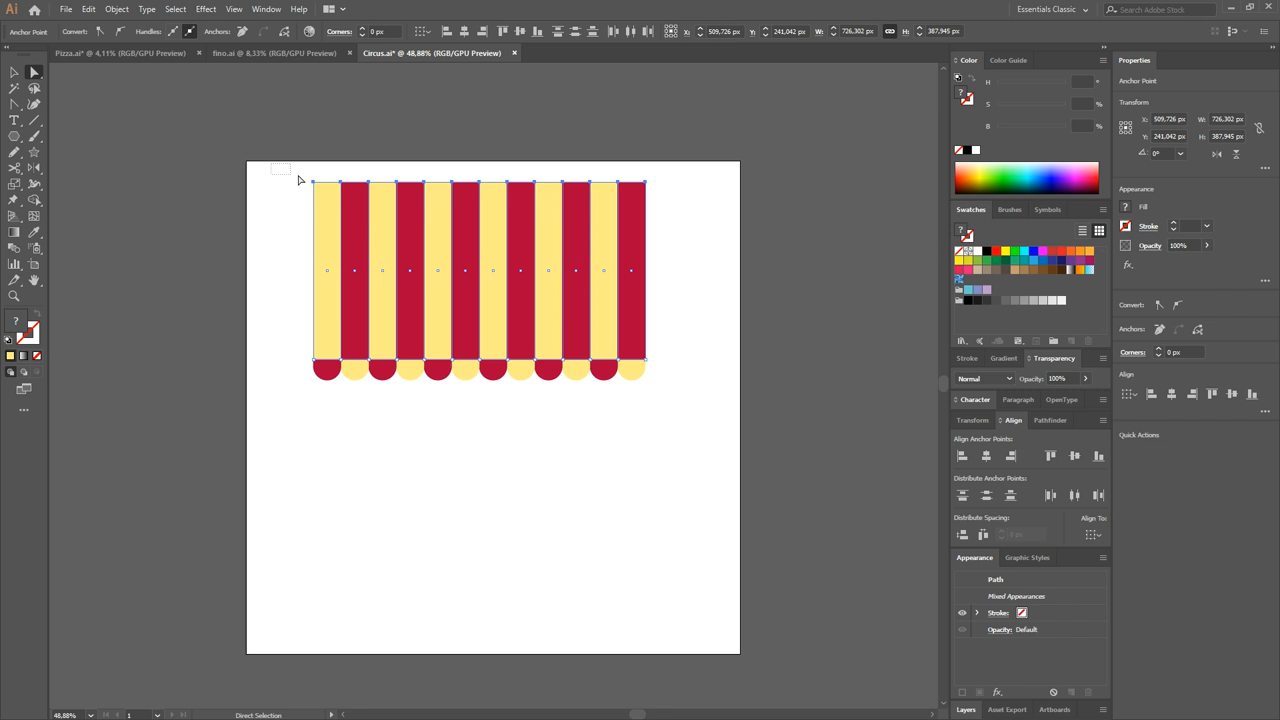 Ai
File Edit Object Type Select Effect View Window Help
Essentials Classic
Search Adobe Stock
Anchor Point
Convert:
Handles:
Anchors:
Corners: 0 px
X: 509,726 px
Y: 241,042 px
W: 726,302 px
H: 387,945 px
Pizza.ai* @ 4,11% (RGB/GPU Preview) ×
fino.ai @ 8,33% (RGB/GPU Preview) ×
Circus.ai* @ 48,88% (RGB/GPU Preview) ×
Color Color Guide
H °
S %
B %
Swatches Brushes Symbols
Stroke Gradient Transparency
Normal Opacity: 100%
Character Paragraph OpenType
Transform Align Pathfinder
Align Anchor Points:
Distribute Anchor Points:
Distribute Spacing: Align To:
0 px
Appearance Graphic Styles
Path
Mixed Appearances
Stroke:
Opacity: Default
fx
Layers Asset Export Artboards
Properties
Anchor Point
Transform
X: 509,726 px W: 726,302 px
Y: 241,042 px H: 387,945 px
0°
Appearance
? Fill
Stroke
Opacity 100%
fx
Convert:
Anchors:
Corners: 0 px
Align
Quick Actions
48,88% 1 Direct Selection